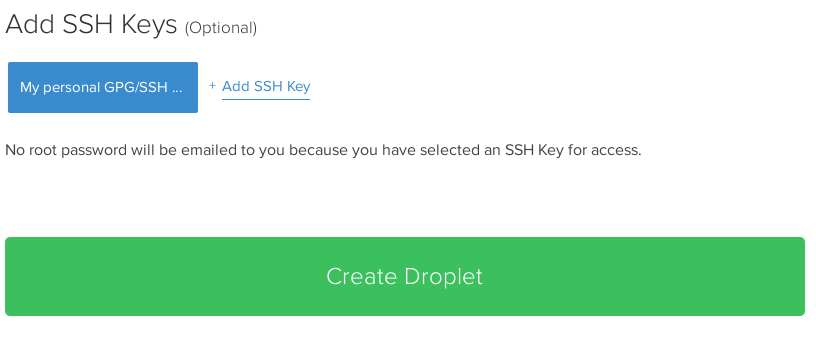 Add SSH Keys (Optional)
My personal GPG/SSH ... + Add SSH Key
No root password will be emailed to you because you have selected an SSH Key for access.
Create Droplet